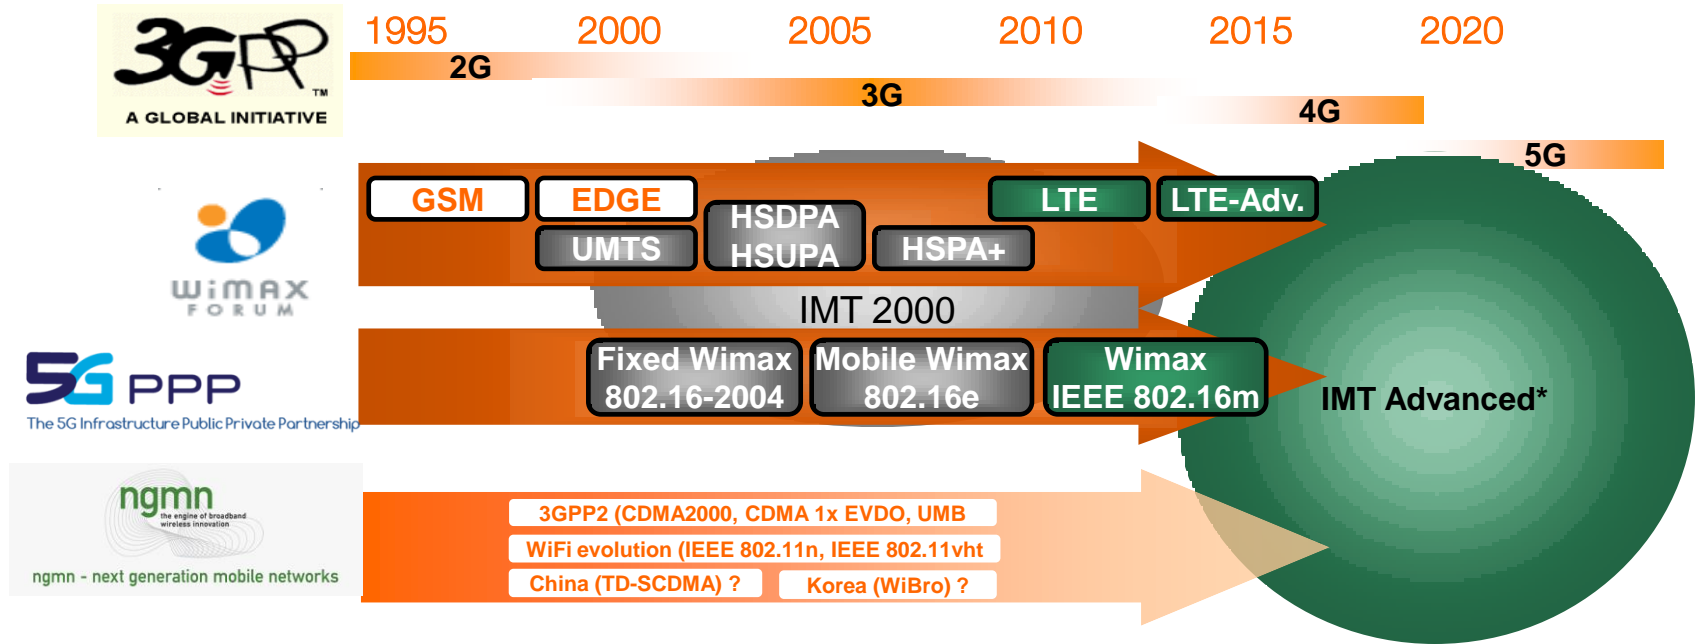 3GPP
TM
A GLOBAL INITIATIVE
1995 2000 2005 2010 2015 2020
2G
3G
4G
5G
WiMAX
FORUM
GSM EDGE LTE LTE-Adv.
HSDPA
HSUPA
UMTS HSPA+
IMT 2000
5G PPP
The 5G Infrastructure Public Private Partnership
Fixed Wimax
802.16-2004
Mobile Wimax
802.16e
Wimax
IEEE 802.16m
IMT Advanced*
ngmn
the engine of broadband
wireless innovation
ngmn - next generation mobile networks
3GPP2 (CDMA2000, CDMA 1x EVDO, UMB
WiFi evolution (IEEE 802.11n, IEEE 802.11vht
China (TD-SCDMA) ?
Korea (WiBro) ?